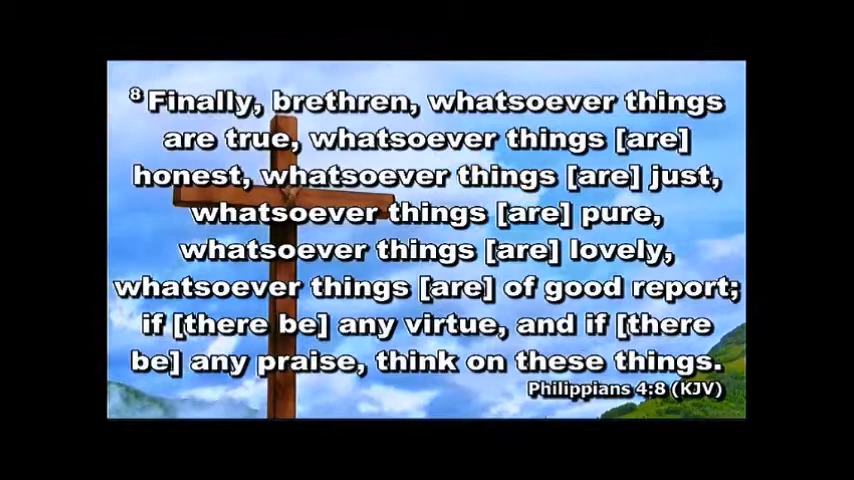 8 Finally, brethren, whatsoever things
are true, whatsoever things [are]
honest, whatsoever things [are] just,
whatsoever things [are] pure,
whatsoever things [are] lovely,
whatsoever things [are] of good report;
if [there be] any virtue, and if [there
be] any praise, think on these things.
Philippians 4:8 (KJV)